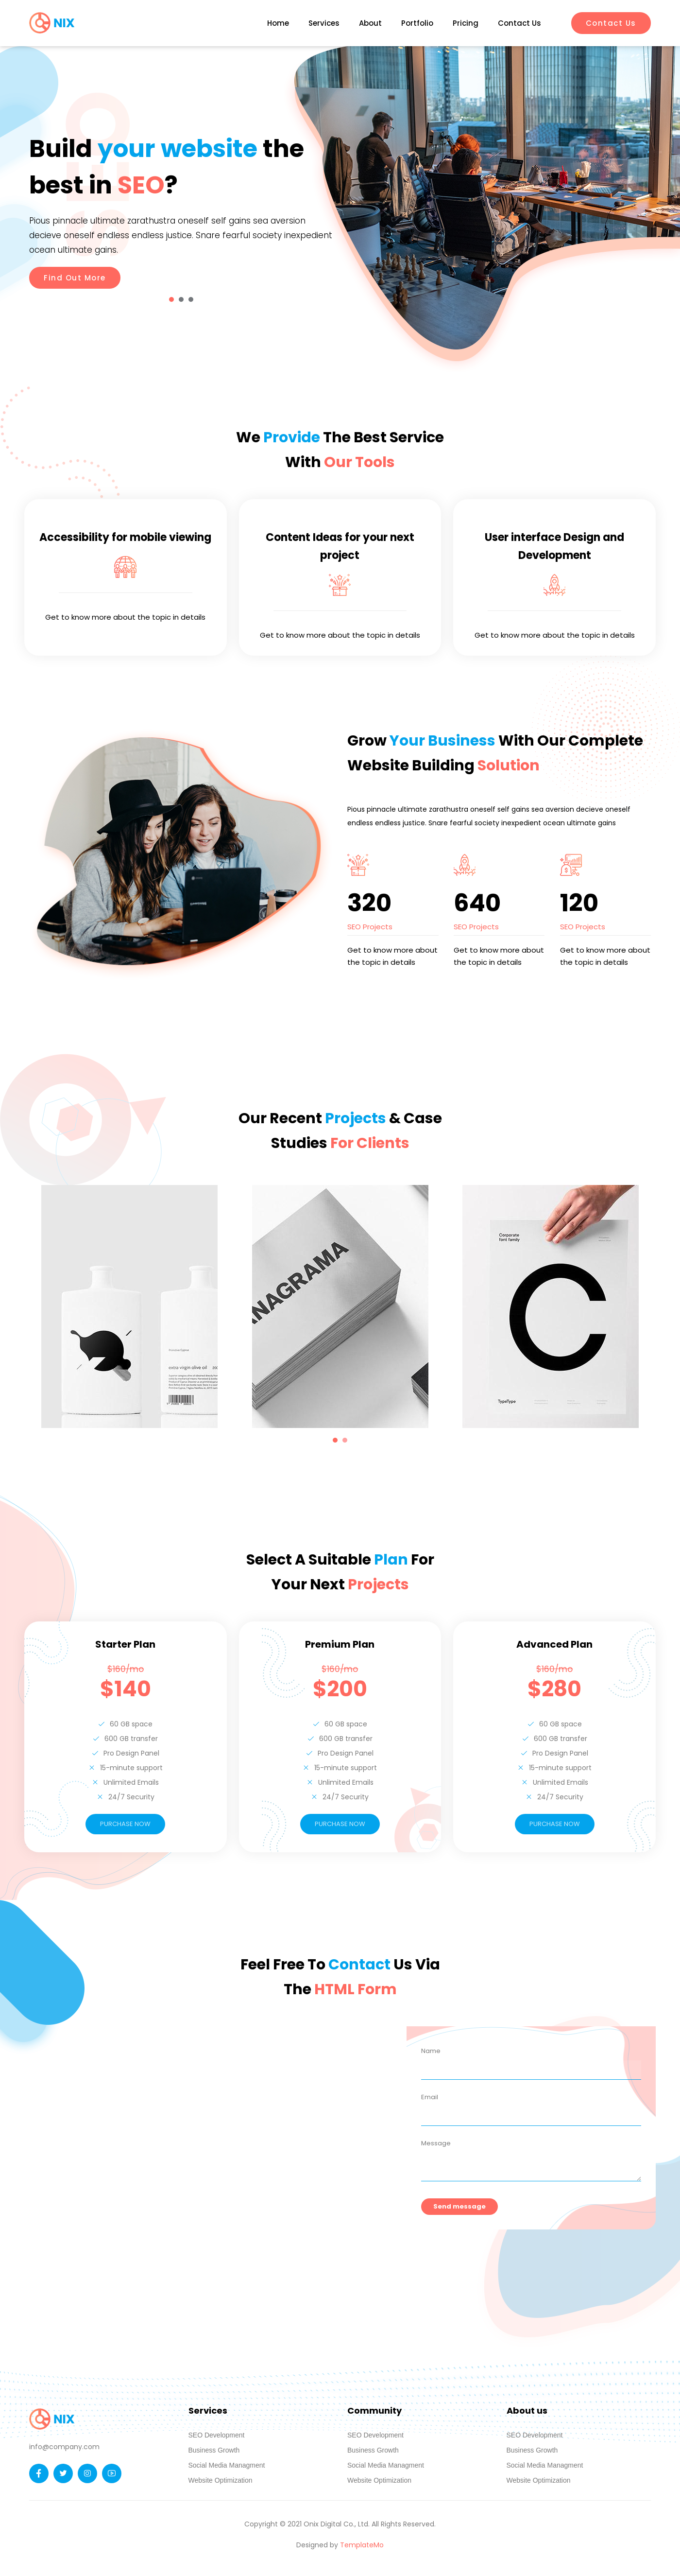 NIX
Home Services About Portfolio Pricing Contact Us Contact Us
Build your website the
best in SEO?
Pious pinnacle ultimate zarathustra oneself self gains sea aversion
decieve oneself endless endless justice. Snare fearful society inexpedient
ocean ultimate gains.
Find Out More
We Provide The Best Service
With Our Tools
Accessibility for mobile viewing
Get to know more about the topic in details
Content Ideas for your next
project
Get to know more about the topic in details
User interface Design and
Development
Get to know more about the topic in details
Grow Your Business With Our Complete
Website Building Solution
Pious pinnacle ultimate zarathustra oneself self gains sea aversion decieve oneself
endless endless justice. Snare fearful society inexpedient ocean ultimate gains
320
SEO Projects
Get to know more about
the topic in details
640
SEO Projects
Get to know more about
the topic in details
120
SEO Projects
Get to know more about
the topic in details
Our Recent Projects & Case
Studies For Clients
extra virgin olive oil
ANAGRAMA
Corporate
font family
C
TypeType
Select A Suitable Plan For
Your Next Projects
Starter Plan
$160/mo
$140
60 GB space
600 GB transfer
Pro Design Panel
15-minute support
Unlimited Emails
24/7 Security
PURCHASE NOW
Premium Plan
$160/mo
$200
60 GB space
600 GB transfer
Pro Design Panel
15-minute support
Unlimited Emails
24/7 Security
PURCHASE NOW
Advanced Plan
$160/mo
$280
60 GB space
600 GB transfer
Pro Design Panel
15-minute support
Unlimited Emails
24/7 Security
PURCHASE NOW
Feel Free To Contact Us Via
The HTML Form
Name
Email
Message
Send message
NIX
info@company.com
Services
SEO Development
Business Growth
Social Media Managment
Website Optimization
Community
SEO Development
Business Growth
Social Media Managment
Website Optimization
About us
SEO Development
Business Growth
Social Media Managment
Website Optimization
Copyright © 2021 Onix Digital Co., Ltd. All Rights Reserved.
Designed by TemplateMo